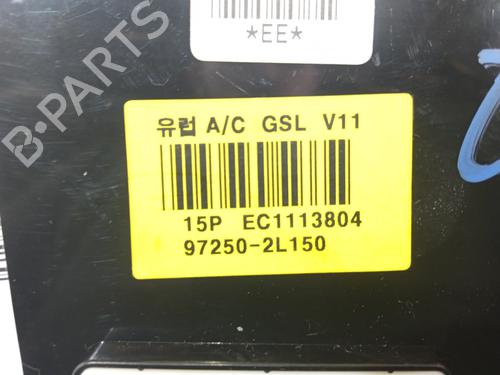 *EE*
유럽 A/C GSL V11
15P EC1113804
97250-2L150
B-PARTS